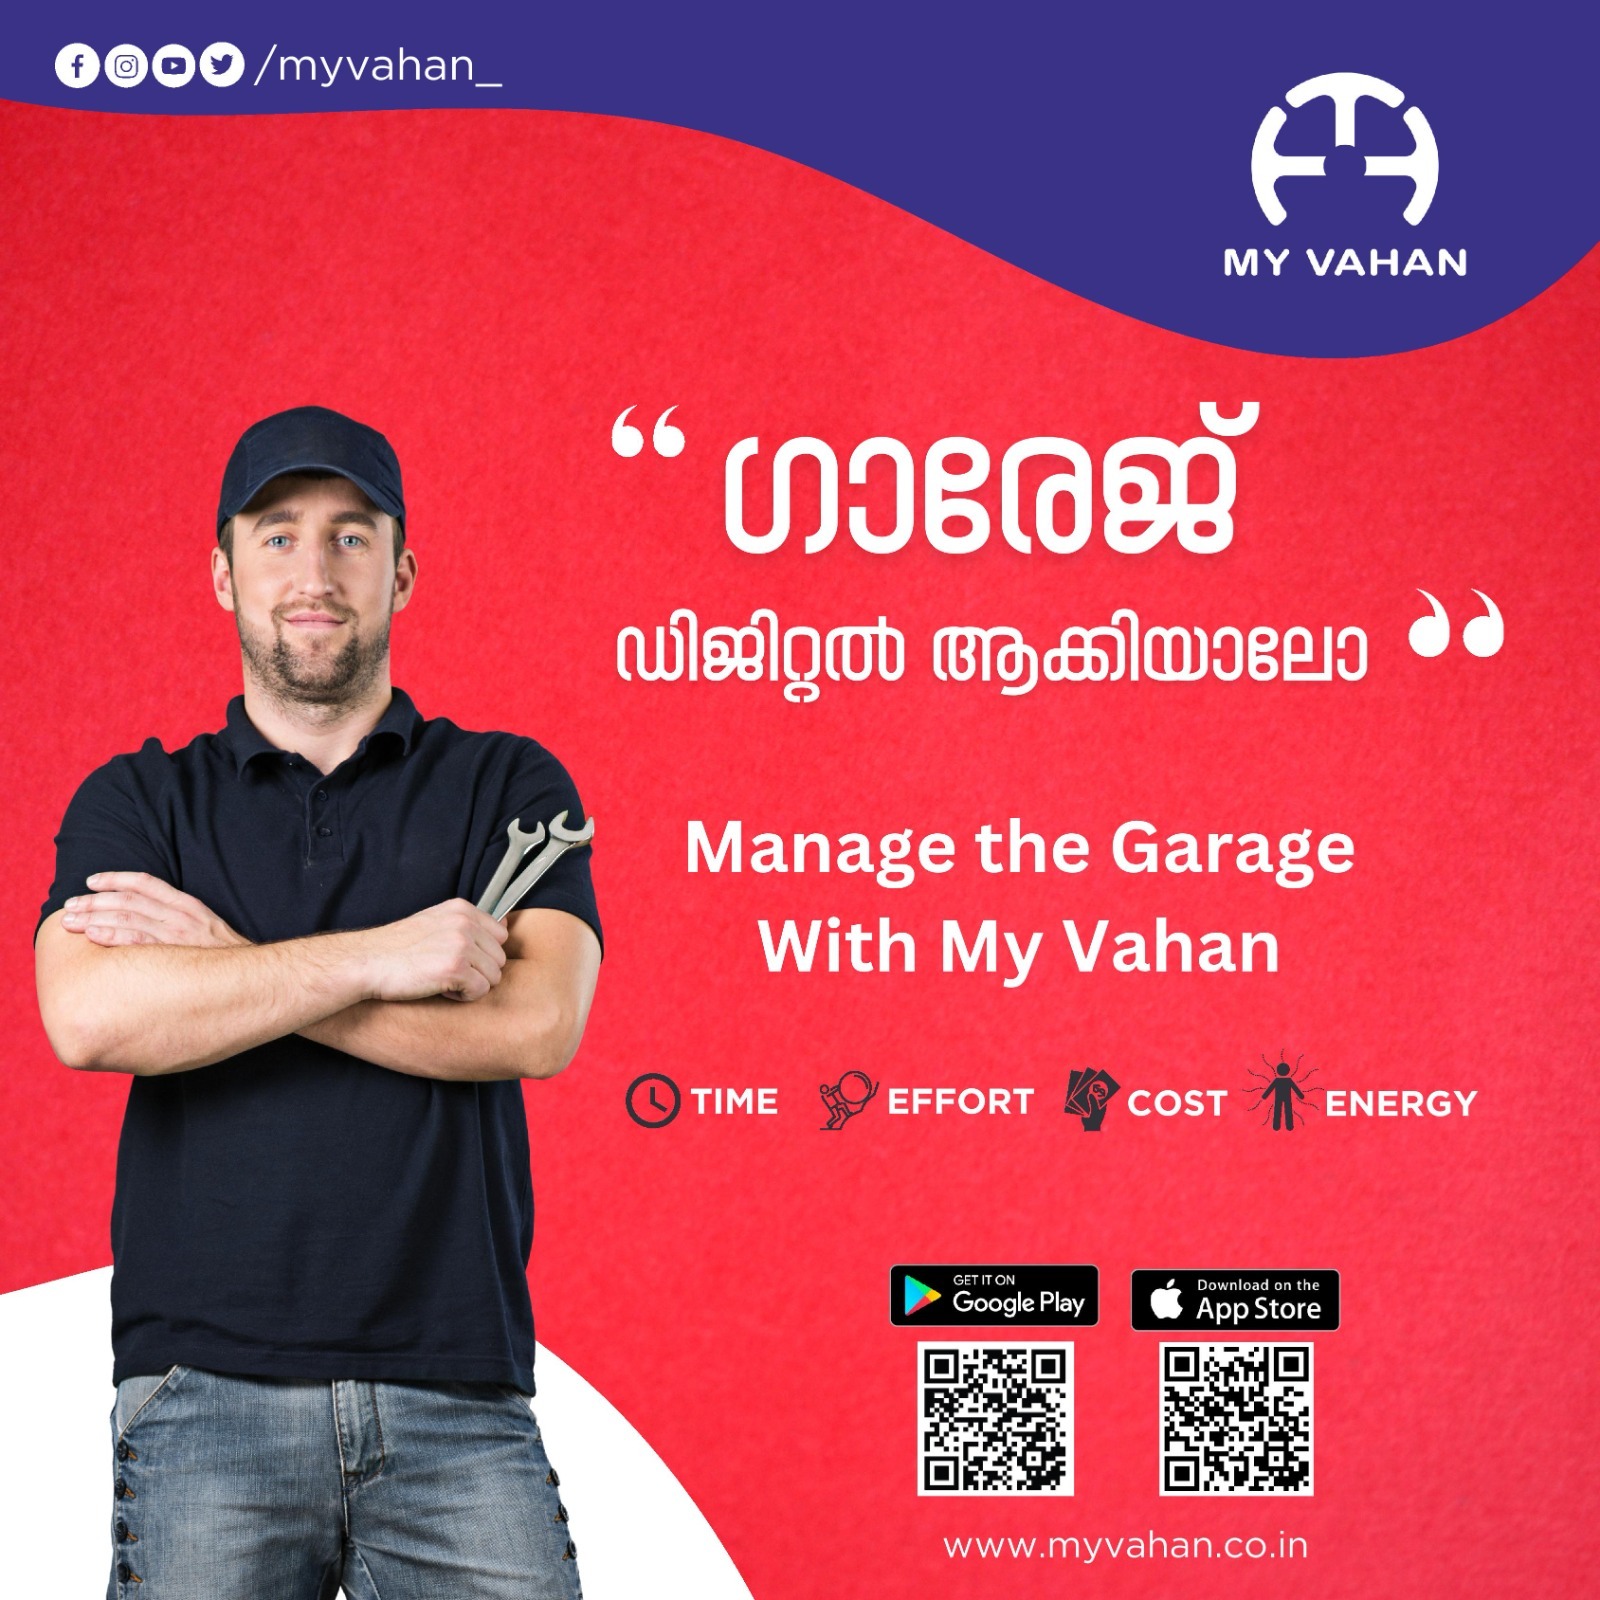 /myvahan_
MY VAHAN
“ ഗാരേജ്
ഡിജിറ്റൽ ആക്കിയാലോ ”
Manage the Garage
With My Vahan
TIME EFFORT COST ENERGY
GET IT ON
Google Play
Download on the
App Store
www.myvahan.co.in